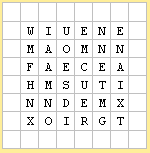 W I U E N E
M A O M N N
F A E C E A
H M S U T I
N N D E M X
X O I R G T